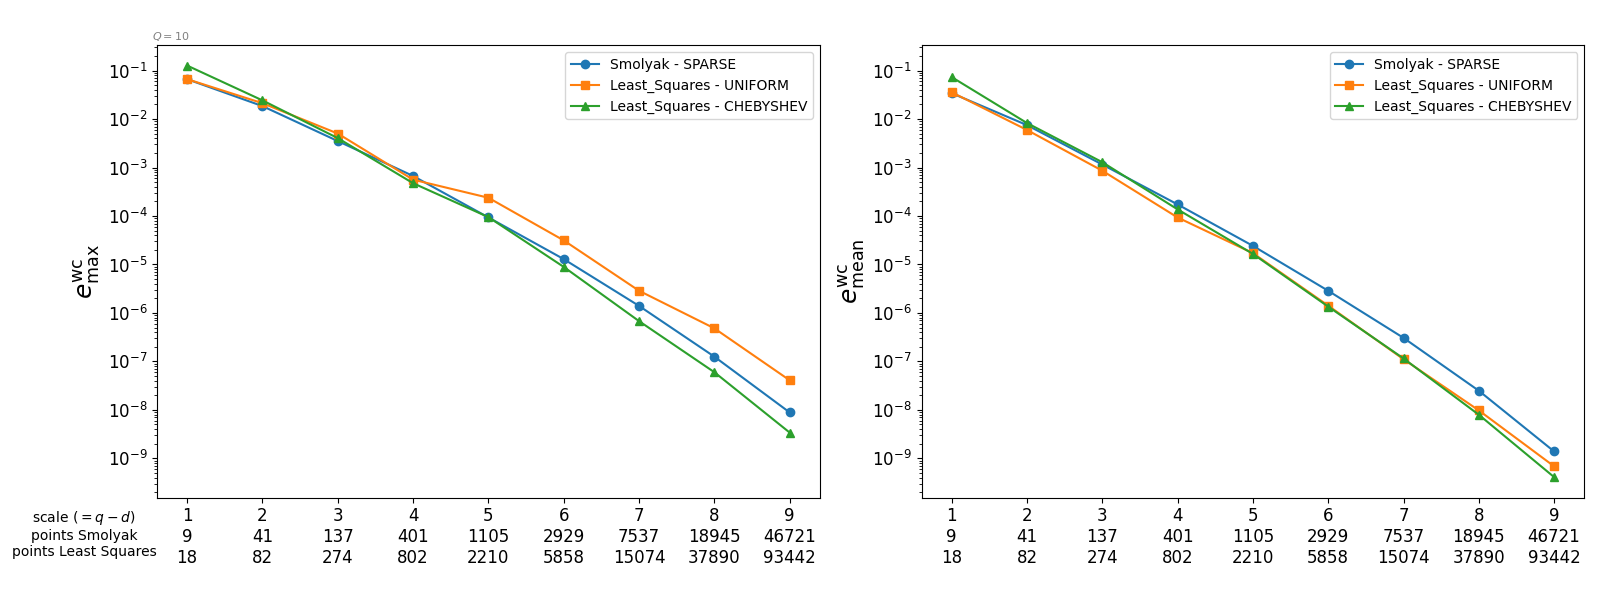 Q = 10
Smolyak - SPARSE
Least_Squares - UNIFORM
Least_Squares - CHEBYSHEV
10⁻¹
10⁻²
10⁻³
10⁻⁴
10⁻⁵
10⁻⁶
10⁻⁷
10⁻⁸
10⁻⁹
e^wc_max
scale (= q − d) 1 2 3 4 5 6 7 8 9
points Smolyak 9 41 137 401 1105 2929 7537 18945 46721
points Least Squares 18 82 274 802 2210 5858 15074 37890 93442
Smolyak - SPARSE
Least_Squares - UNIFORM
Least_Squares - CHEBYSHEV
10⁻¹
10⁻²
10⁻³
10⁻⁴
10⁻⁵
10⁻⁶
10⁻⁷
10⁻⁸
10⁻⁹
e^wc_mean
1 2 3 4 5 6 7 8 9
9 41 137 401 1105 2929 7537 18945 46721
18 82 274 802 2210 5858 15074 37890 93442